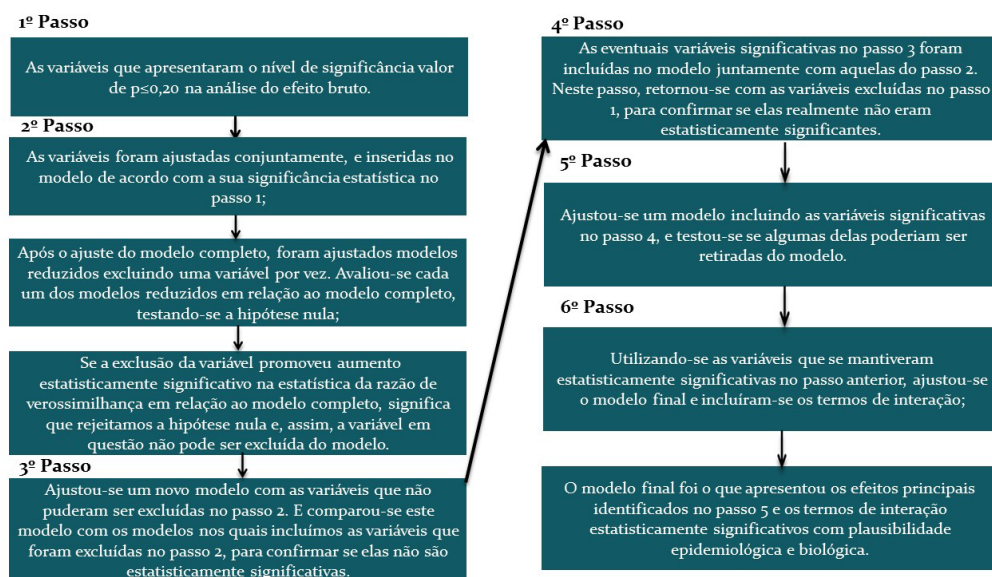 1º Passo
As variáveis que apresentaram o nível de significância valor
de p≤0,20 na análise do efeito bruto.
2º Passo
As variáveis foram ajustadas conjuntamente, e inseridas no
modelo de acordo com a sua significância estatística no
passo 1;
Após o ajuste do modelo completo, foram ajustados modelos
reduzidos excluindo uma variável por vez. Avaliou-se cada
um dos modelos reduzidos em relação ao modelo completo,
testando-se a hipótese nula;
Se a exclusão da variável promoveu aumento
estatisticamente significativo na estatística da razão de
verossimilhança em relação ao modelo completo, significa
que rejeitamos a hipótese nula e, assim, a variável em
questão não pode ser excluída do modelo.
3º Passo
Ajustou-se um novo modelo com as variáveis que não
puderam ser excluídas no passo 2. E comparou-se este
modelo com os modelos nos quais incluímos as variáveis que
foram excluídas no passo 2, para confirmar se elas não são
estatisticamente significativas.
4º Passo
As eventuais variáveis significativas no passo 3 foram
incluídas no modelo juntamente com aquelas do passo 2.
Neste passo, retornou-se com as variáveis excluídas no passo
1, para confirmar se elas realmente não eram
estatisticamente significantes.
5º Passo
Ajustou-se um modelo incluindo as variáveis significativas
no passo 4, e testou-se se algumas delas poderiam ser
retiradas do modelo.
6º Passo
Utilizando-se as variáveis que se mantiveram
estatisticamente significativas no passo anterior, ajustou-se
o modelo final e incluíram-se os termos de interação;
O modelo final foi o que apresentou os efeitos principais
identificados no passo 5 e os termos de interação
estatisticamente significativos com plausibilidade
epidemiológica e biológica.